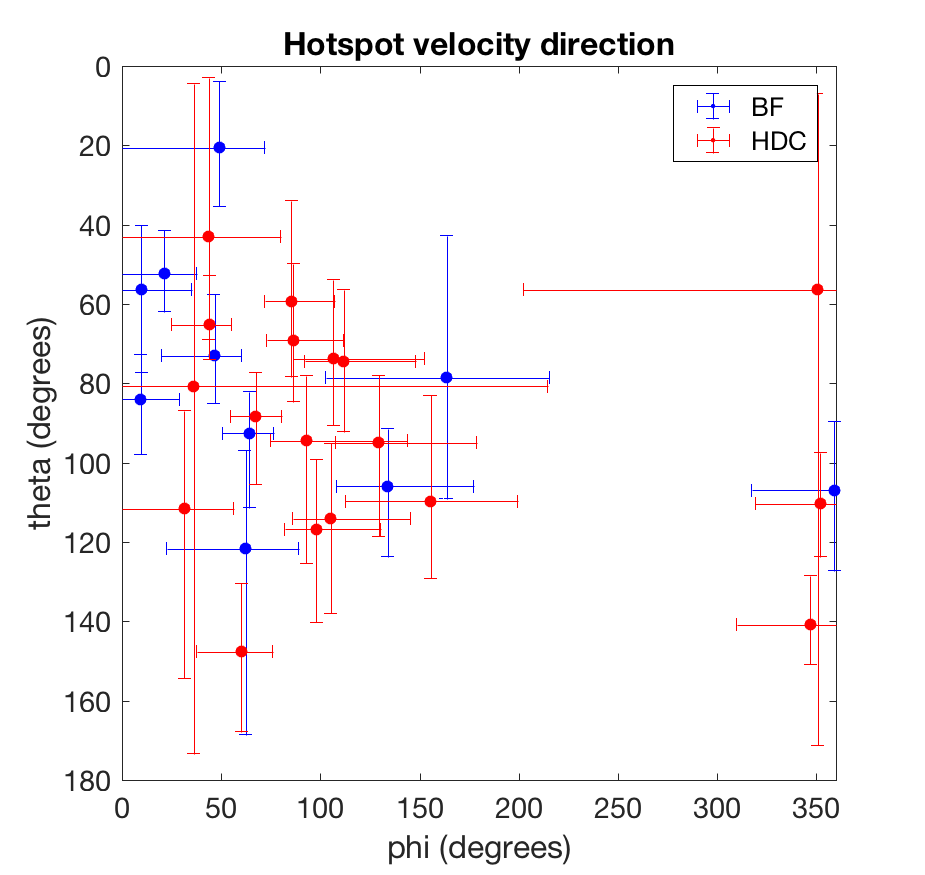 Hotspot velocity direction
BF
HDC
0
20
40
60
80
100
120
140
160
180
theta (degrees)
0 50 100 150 200 250 300 350
phi (degrees)